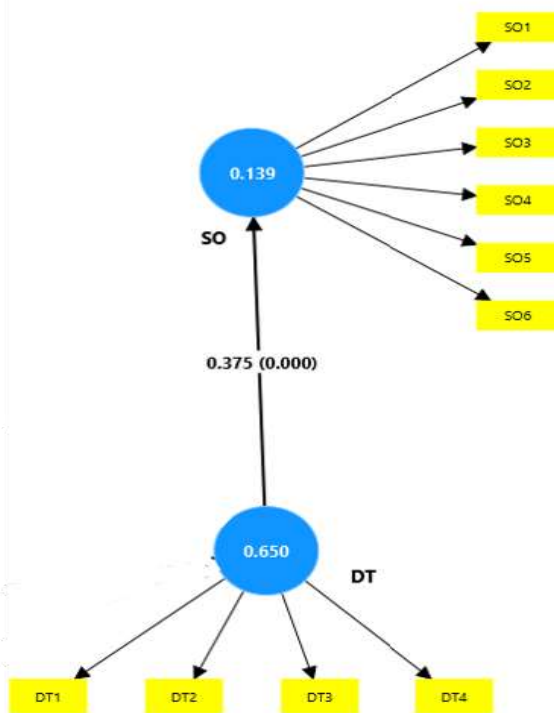 SO1
SO2
SO3
0.139
SO4
SO
SO5
SO6
0.375 (0.000)
0.650
DT
DT1 DT2 DT3 DT4